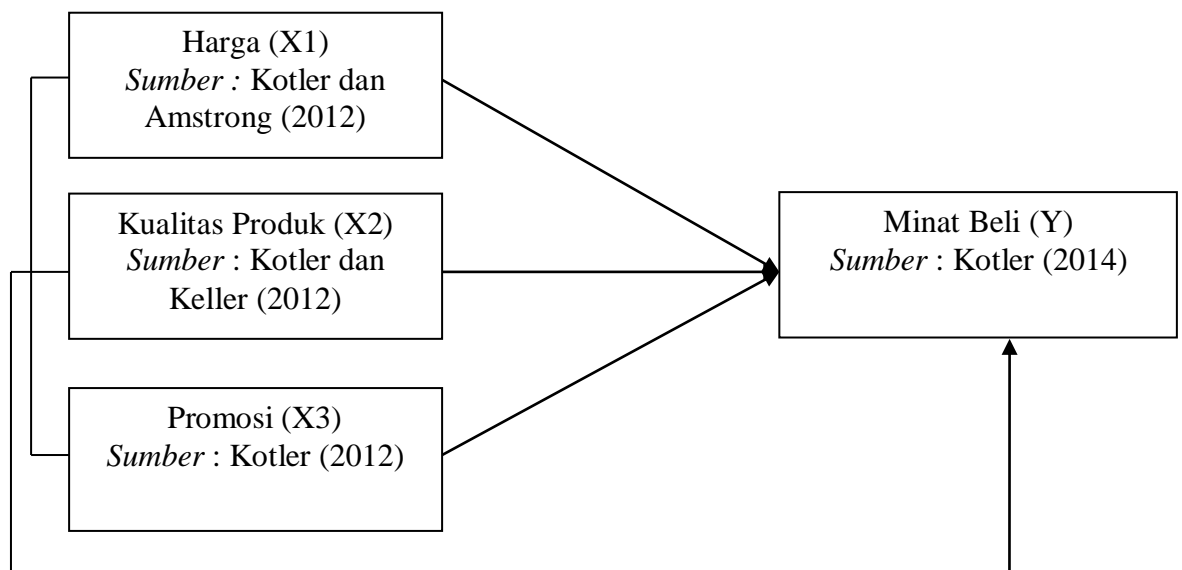 Harga (X1)
Sumber : Kotler dan
Amstrong (2012)
Kualitas Produk (X2)
Sumber : Kotler dan
Keller (2012)
Promosi (X3)
Sumber : Kotler (2012)
Minat Beli (Y)
Sumber : Kotler (2014)